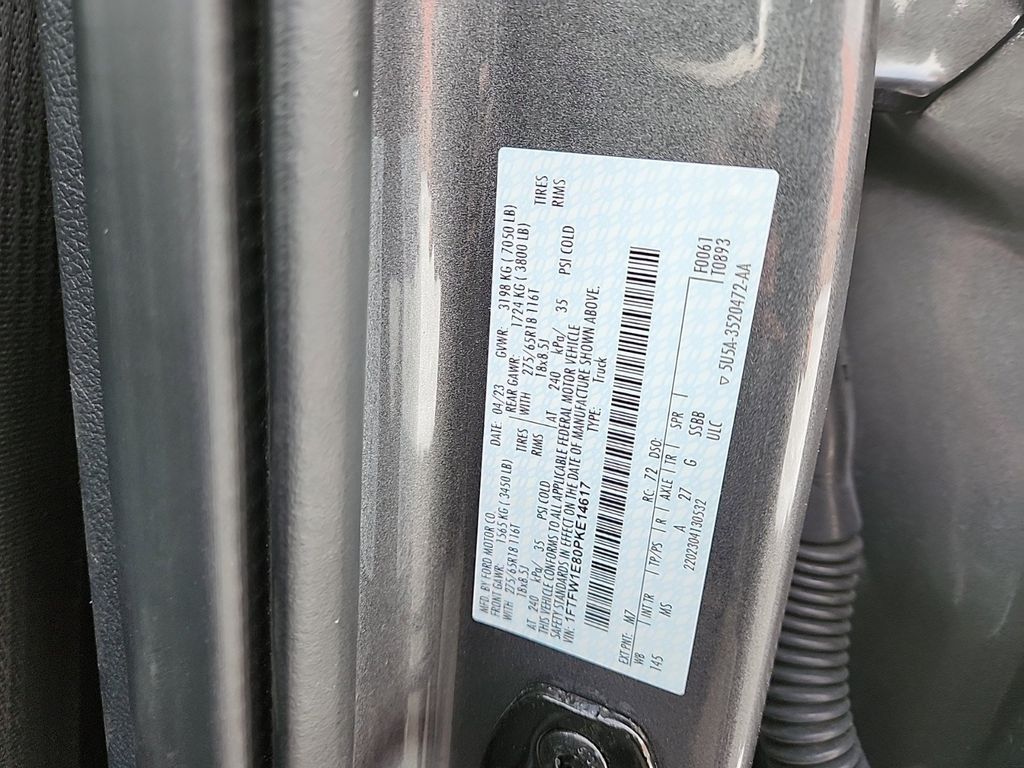 MFD. BY FORD MOTOR CO. DATE: 04/23 GVWR: 3198 KG ( 7050 LB)
FRONT GAWR: 1565 KG ( 3450 LB) REAR GAWR: 1724 KG ( 3800 LB)
WITH 275/65R18 116T TIRES WITH 275/65R18 116T TIRES
18x8.5J RIMS 18x8.5J RIMS
AT 240 kPa/ 35 PSI COLD AT 240 kPa/ 35 PSI COLD
THIS VEHICLE CONFORMS TO ALL APPLICABLE FEDERAL MOTOR VEHICLE
SAFETY STANDARDS IN EFFECT ON THE DATE OF MANUFACTURE SHOWN ABOVE.
VIN: 1FTFW1E80PKE14617 TYPE: Truck
EXT PNT: M7 RC: 72 DSO:
WB INT TR TP/PS R AXLE TR SPR F0061
145 MS A 27 G SSBB T0893
2202304130532 ULC ▽ 5U5A-3520472-AA